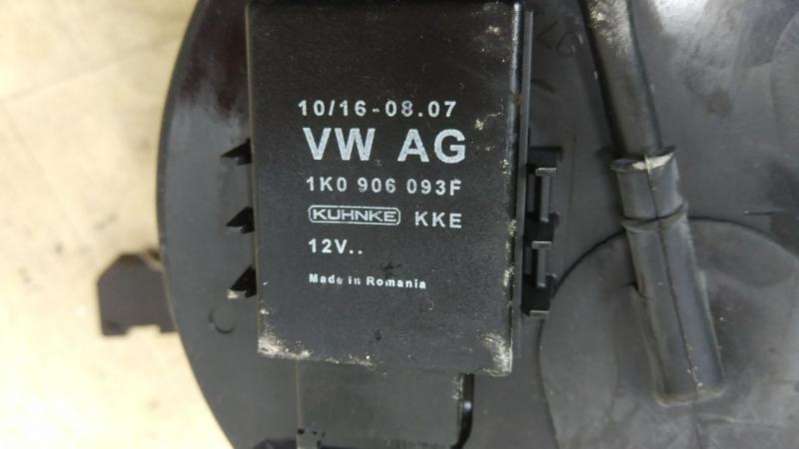 10/16-08.07
VW AG
1K0 906 093F
KUHNKE KKE
12V..
Made in Romania